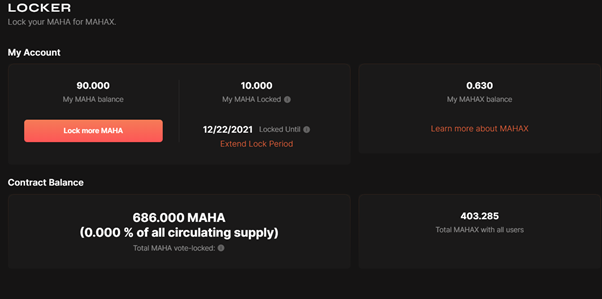 LOCKER
Lock your MAHA for MAHAX.
My Account
90.000
My MAHA balance
Lock more MAHA
10.000
My MAHA Locked
12/22/2021 Locked Until
Extend Lock Period
0.630
My MAHAX balance
Learn more about MAHAX
Contract Balance
686.000 MAHA
(0.000 % of all circulating supply)
Total MAHA vote-locked:
403.285
Total MAHAX with all users